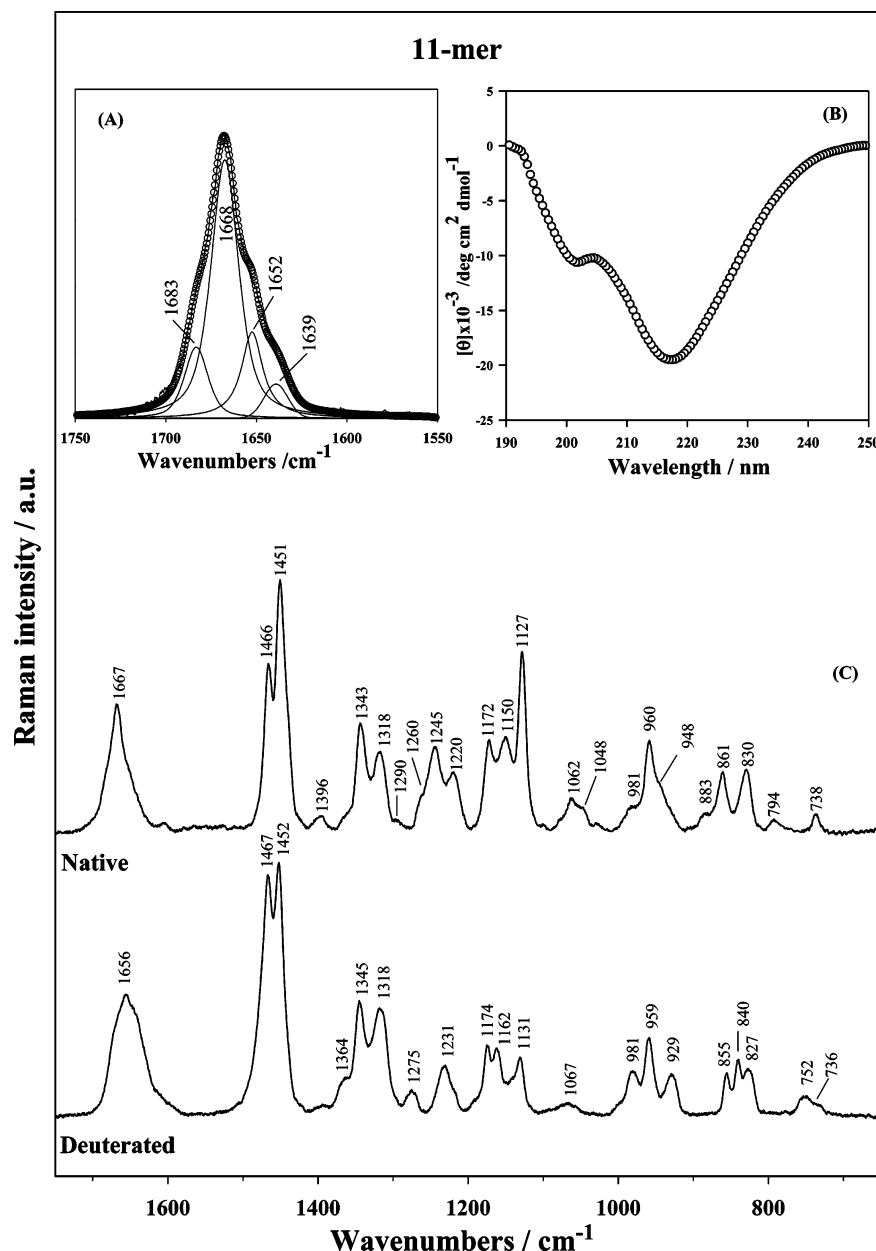 11-mer
(A)
1683
1668
1652
1639
1750 1700 1650 1600 1550
Wavenumbers /cm-1
(B)
[θ]x10-3 /deg cm2 dmol-1
5
0
-5
-10
-15
-20
-25
190 200 210 220 230 240 250
Wavelength / nm
Raman intensity / a.u.
(C)
1667 1466 1451 1396 1343 1318 1290 1260 1245 1220 1172 1150 1127 1062 1048 981 960 948 883 861 830 794 738
Native
1656 1467 1452 1364 1345 1318 1275 1231 1174 1162 1131 1067 981 959 929 855 840 827 752 736
Deuterated
1600 1400 1200 1000 800
Wavenumbers / cm-1